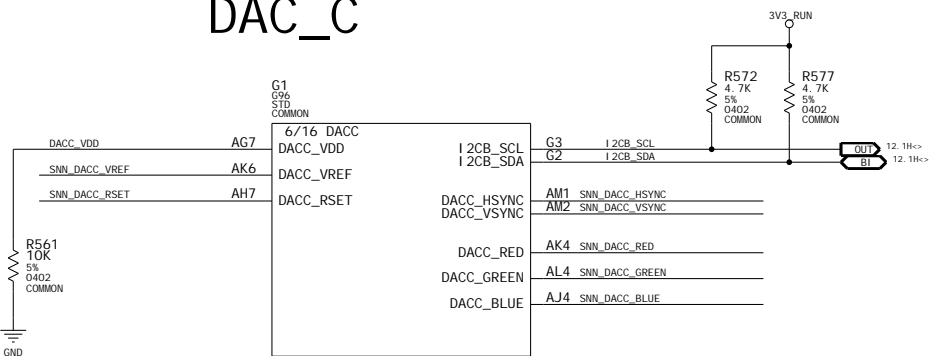 DAC_C
3V3_RUN
R572
4.7K
5%
0402
COMMON
R577
4.7K
5%
0402
COMMON
G1
G96
STD
COMMON
6/16 DACC
DACC_VDD AG7 DACC_VDD
SNN_DACC_VREF AK6 DACC_VREF
SNN_DACC_RSET AH7 DACC_RSET
I2CB_SCL G3 I2CB_SCL OUT 12.1H<>
I2CB_SDA G2 I2CB_SDA BI 12.1H<>
DACC_HSYNC AM1 SNN_DACC_HSYNC
DACC_VSYNC AM2 SNN_DACC_VSYNC
DACC_RED AK4 SNN_DACC_RED
DACC_GREEN AL4 SNN_DACC_GREEN
DACC_BLUE AJ4 SNN_DACC_BLUE
R561
10K
5%
0402
COMMON
GND